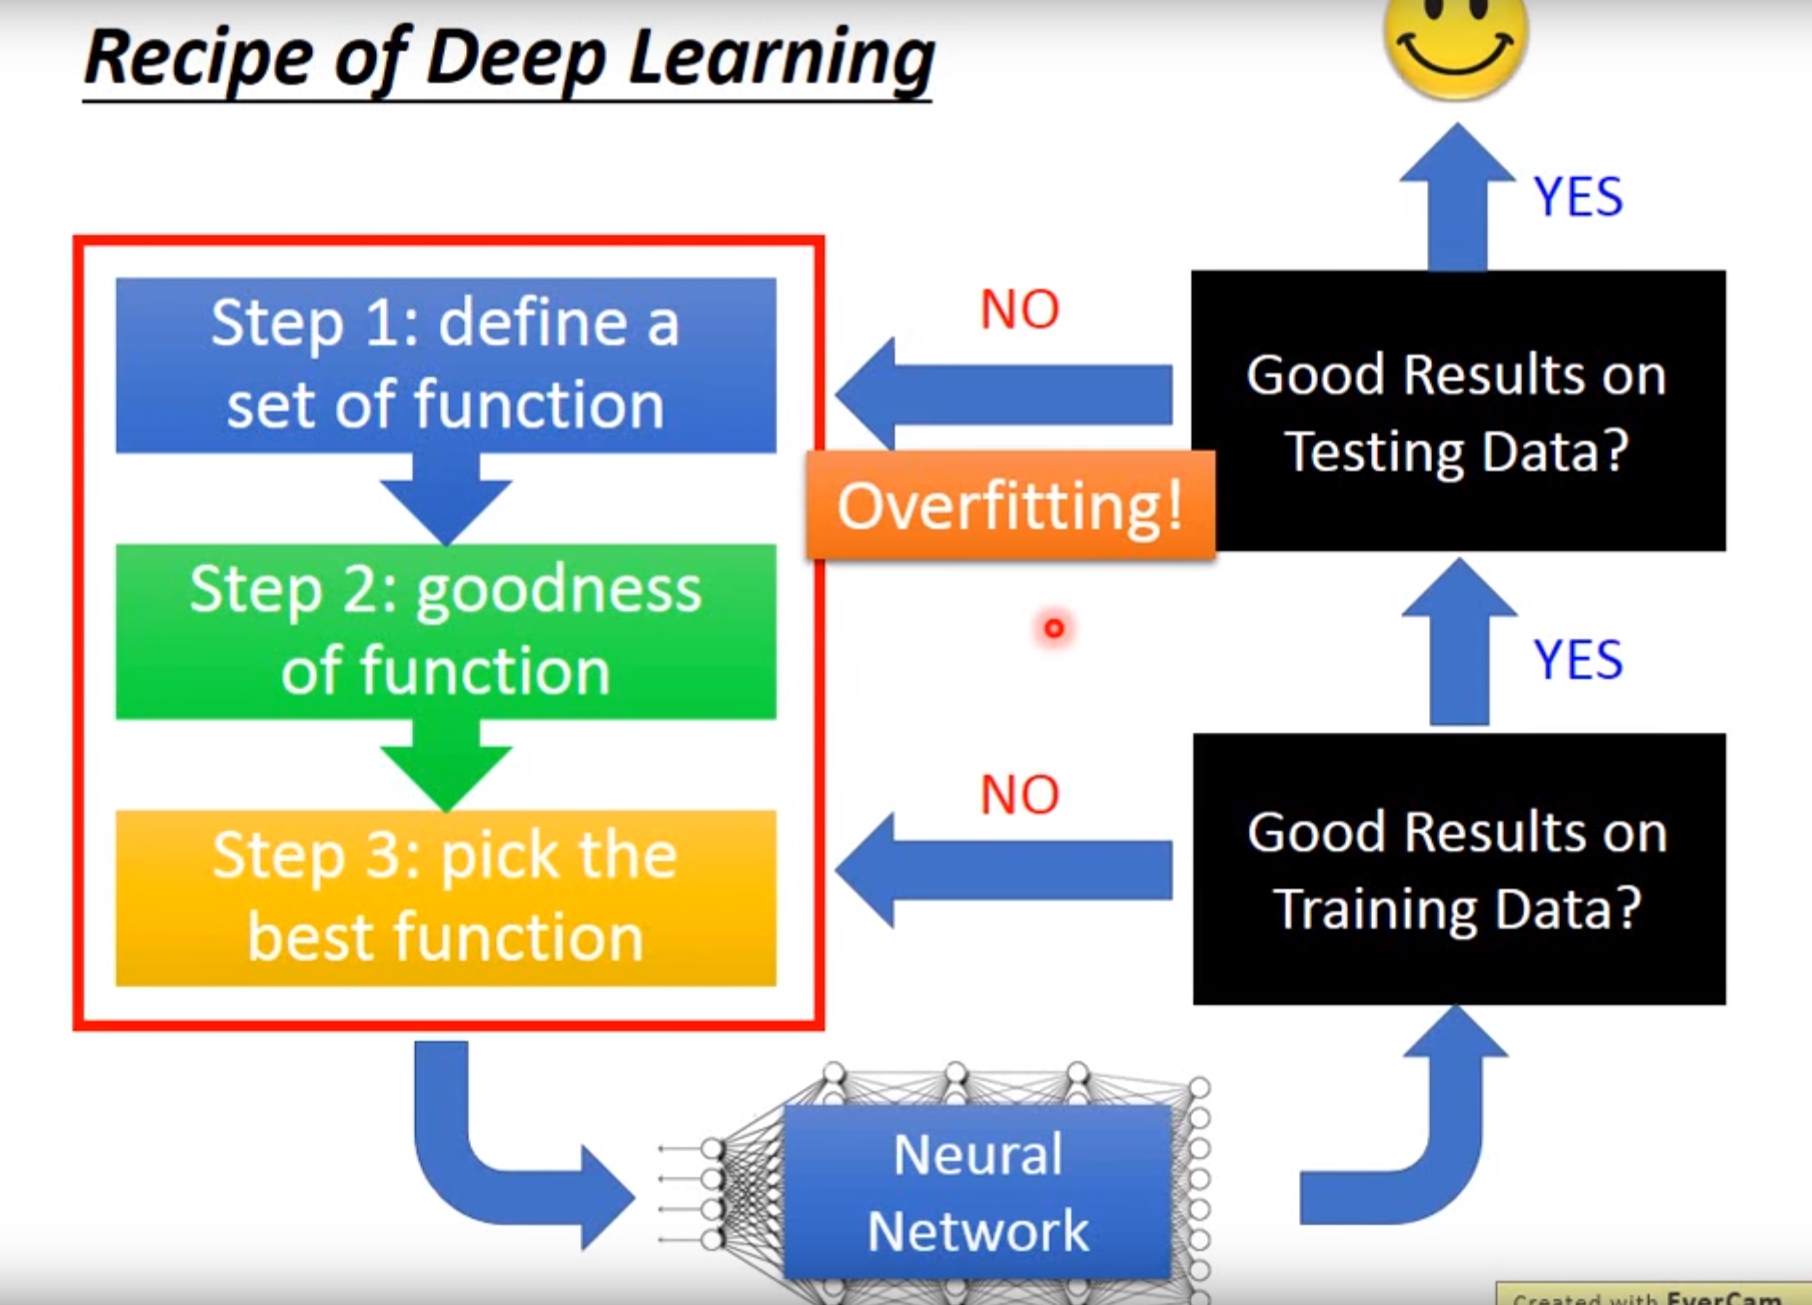 Recipe of Deep Learning
YES
Step 1: define a
set of function
NO
Good Results on
Testing Data?
Overfitting!
Step 2: goodness
of function
YES
Step 3: pick the
best function
NO
Good Results on
Training Data?
Neural
Network
Created with EverCam